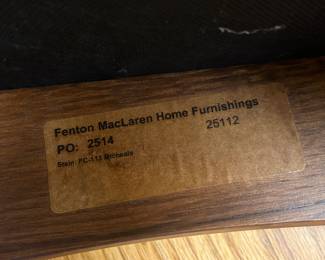 Fenton MacLaren Home Furnishings
PO: 2514 25112
Stain: FC-113 Michaels